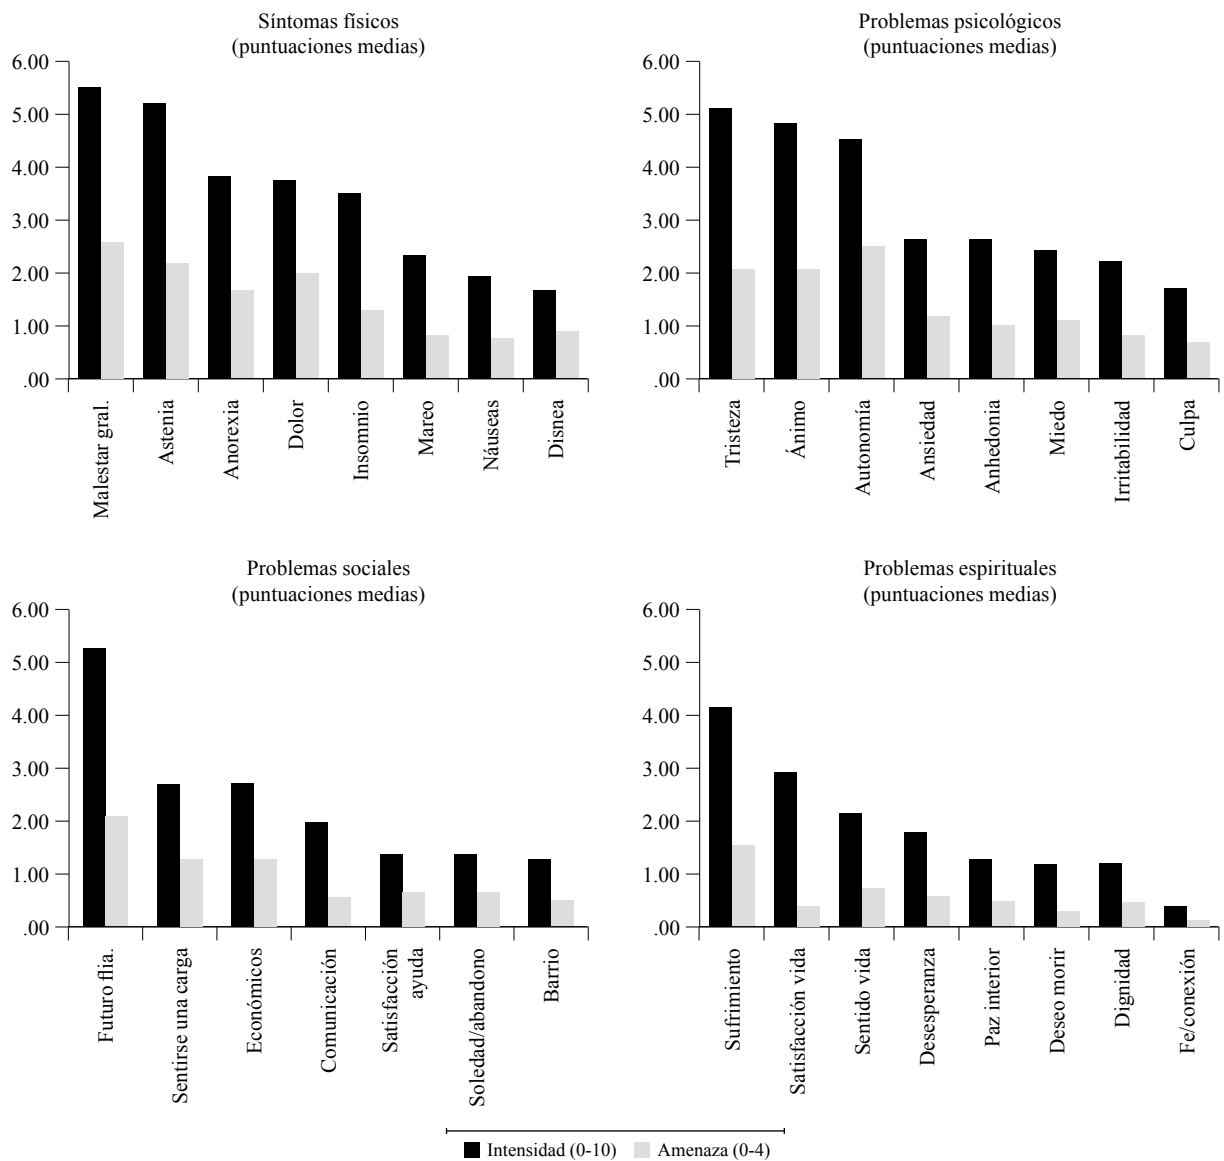 Síntomas físicos
(puntuaciones medias)
6.00
5.00
4.00
3.00
2.00
1.00
.00
Malestar gral.
Astenia
Anorexia
Dolor
Insomnio
Mareo
Náuseas
Disnea
Problemas psicológicos
(puntuaciones medias)
6.00
5.00
4.00
3.00
2.00
1.00
.00
Tristeza
Ánimo
Autonomía
Ansiedad
Anhedonia
Miedo
Irritabilidad
Culpa
Problemas sociales
(puntuaciones medias)
6.00
5.00
4.00
3.00
2.00
1.00
.00
Futuro flia.
Sentirse una carga
Económicos
Comunicación
Satisfacción
ayuda
Soledad/abandono
Barrio
Problemas espirituales
(puntuaciones medias)
6.00
5.00
4.00
3.00
2.00
1.00
.00
Sufrimiento
Satisfacción vida
Sentido vida
Desesperanza
Paz interior
Deseo morir
Dignidad
Fe/conexión
Intensidad (0-10) Amenaza (0-4)